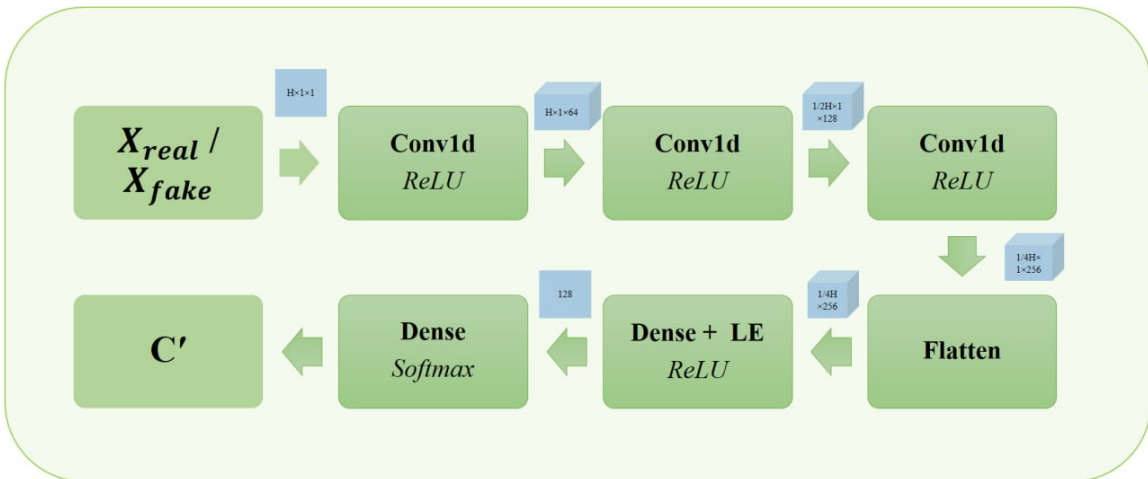 H×1×1
H×1×64
1/2H×1
×128
X_real /
X_fake
Conv1d
ReLU
Conv1d
ReLU
Conv1d
ReLU
1/4H×
1×256
1/4H
×256
128
Flatten
Dense + LE
ReLU
Dense
Softmax
C′